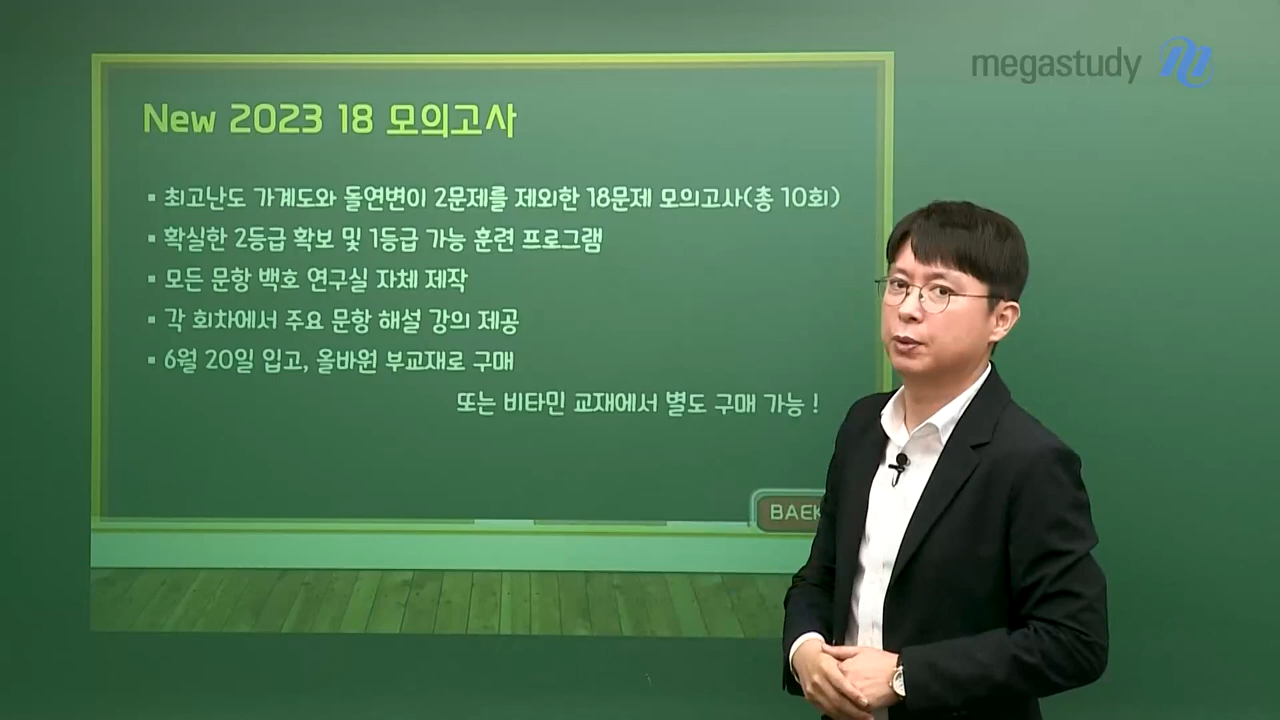 megastudy
New 2023 18 모의고사
▪ 최고난도 가계도와 돌연변이 2문제를 제외한 18문제 모의고사(총 10회)
▪ 확실한 2등급 확보 및 1등급 가능 훈련 프로그램
▪ 모든 문항 백호 연구실 자체 제작
▪ 각 회차에서 주요 문항 해설 강의 제공
▪ 6월 20일 입고, 올바원 부교재로 구매
또는 비타민 교재에서 별도 구매 가능 !
BAEK